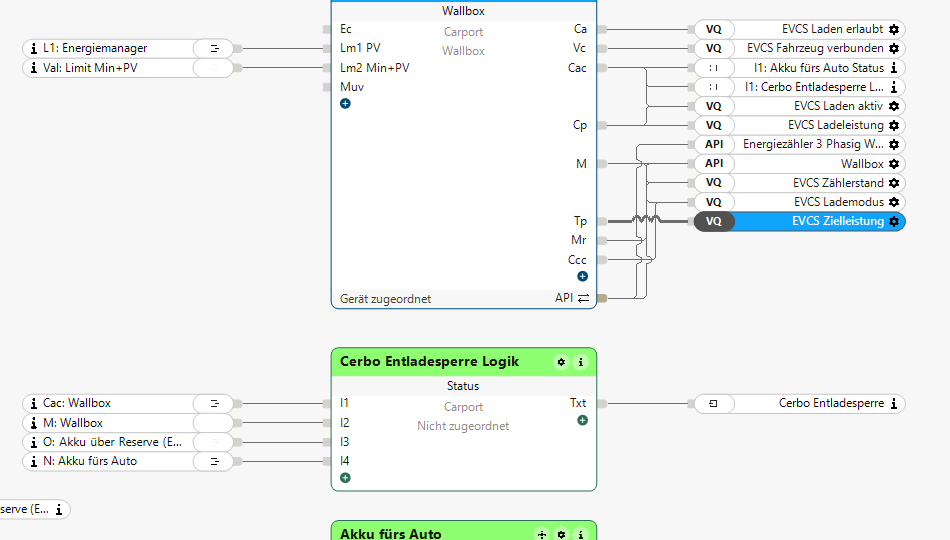 Wallbox
Ec
Carport
Ca
VQ
EVCS Laden erlaubt
L1: Energiemanager
Lm1 PV
Wallbox
Vc
VQ
EVCS Fahrzeug verbunden
Val: Limit Min+PV
Lm2 Min+PV
Cac
I1: Akku fürs Auto Status
Muv
I1: Cerbo Entladesperre L...
VQ
EVCS Laden aktiv
Cp
VQ
EVCS Ladeleistung
API
Energiezähler 3 Phasig W...
M
API
Wallbox
VQ
EVCS Zählerstand
VQ
EVCS Lademodus
Tp
VQ
EVCS Zielleistung
Mr
Ccc
Gerät zugeordnet
API
Cerbo Entladesperre Logik
Status
Cac: Wallbox
I1
Carport
Txt
Cerbo Entladesperre
M: Wallbox
I2
Nicht zugeordnet
O: Akku über Reserve (E...
I3
N: Akku fürs Auto
I4
serve (E...
Akku fürs Auto